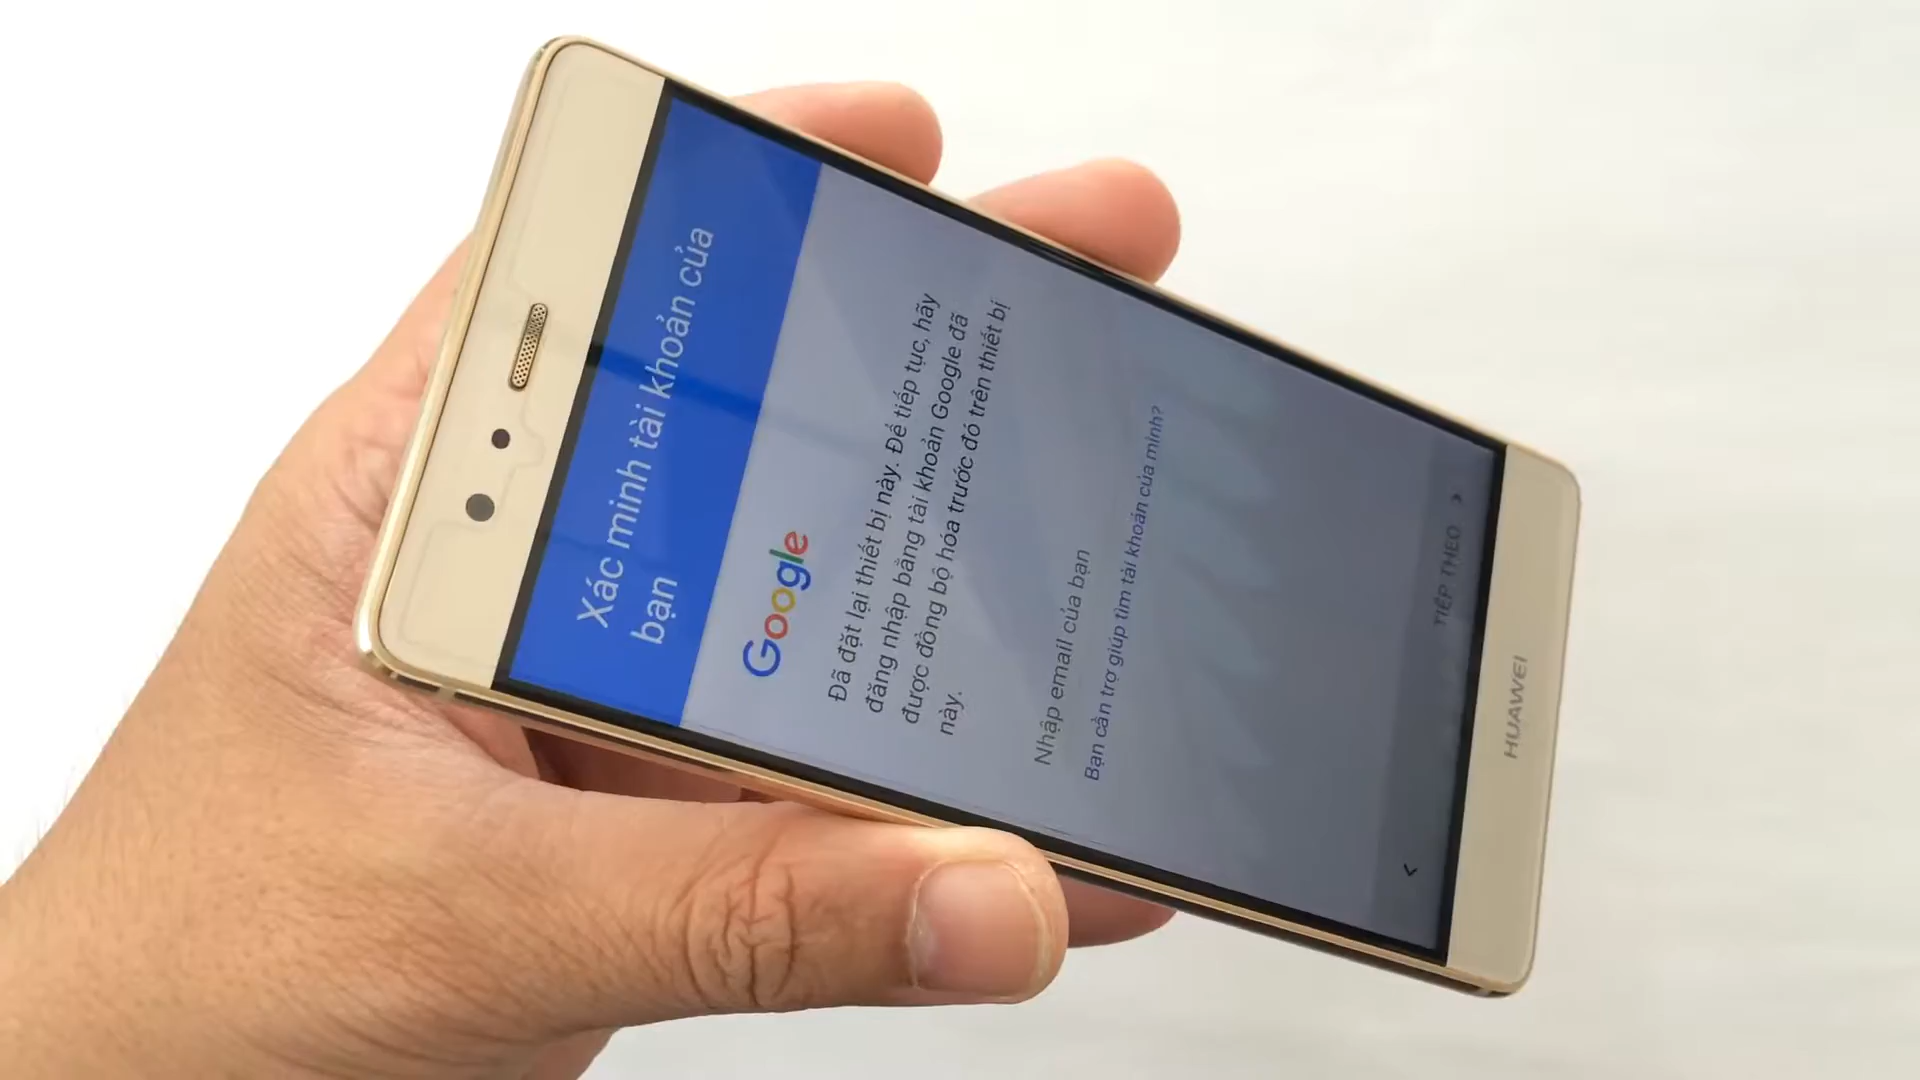 Xác minh tài khoản của
bạn
Google
Đã đặt lại thiết bị này. Để tiếp tục, hãy
đăng nhập bằng tài khoản Google đã
được đồng bộ hóa trước đó trên thiết bị
này.
Nhập email của bạn
Bạn cần trợ giúp tìm tài khoản của mình?
TIẾP THEO
HUAWEI